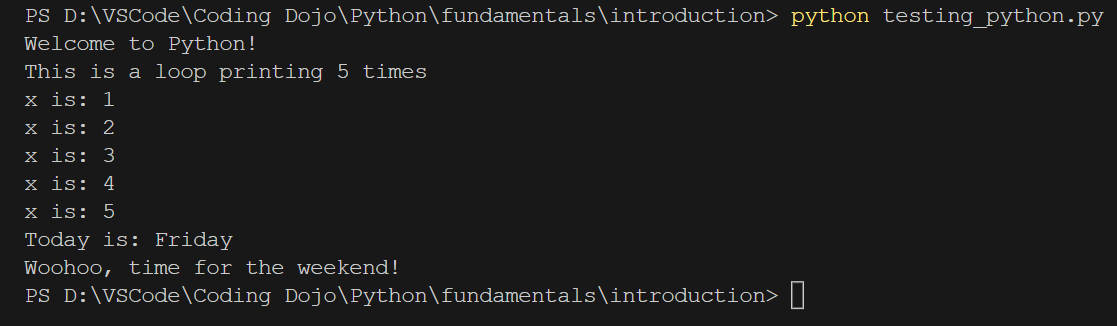 PS D:\VSCode\Coding Dojo\Python\fundamentals\introduction> python testing_python.py
Welcome to Python!
This is a loop printing 5 times
x is: 1
x is: 2
x is: 3
x is: 4
x is: 5
Today is: Friday
Woohoo, time for the weekend!
PS D:\VSCode\Coding Dojo\Python\fundamentals\introduction>